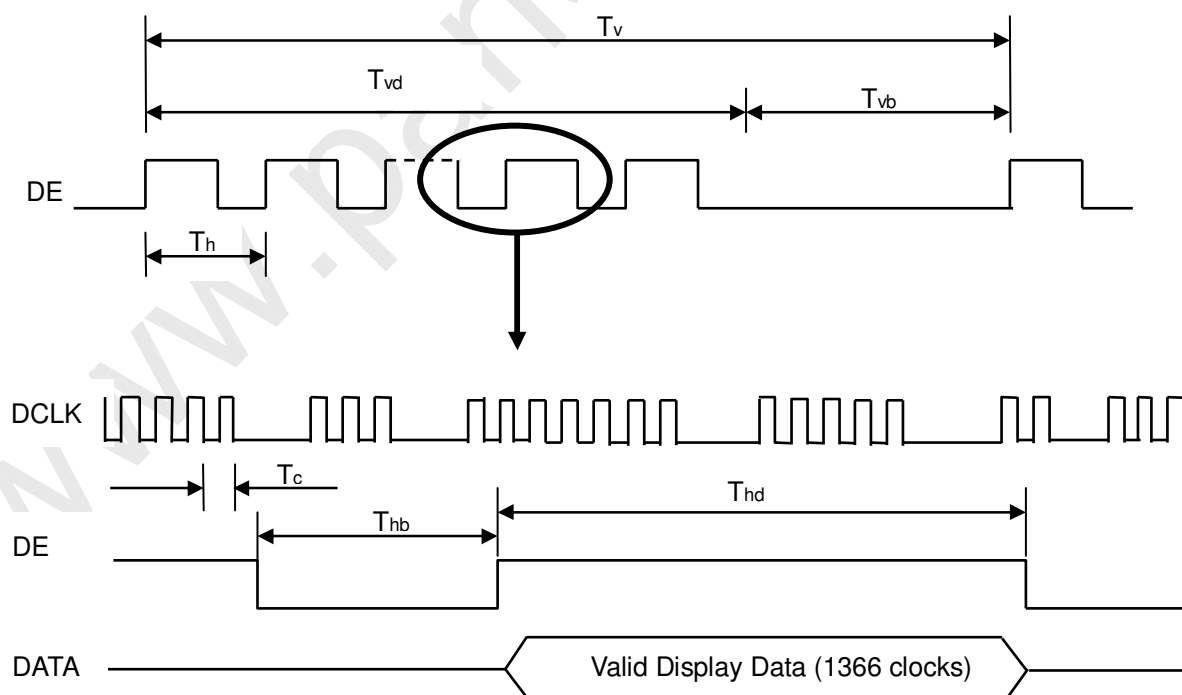 Tv
Tvd
Tvb
DE
Th
DCLK
Tc
Thd
Thb
DE
DATA
Valid Display Data (1366 clocks)